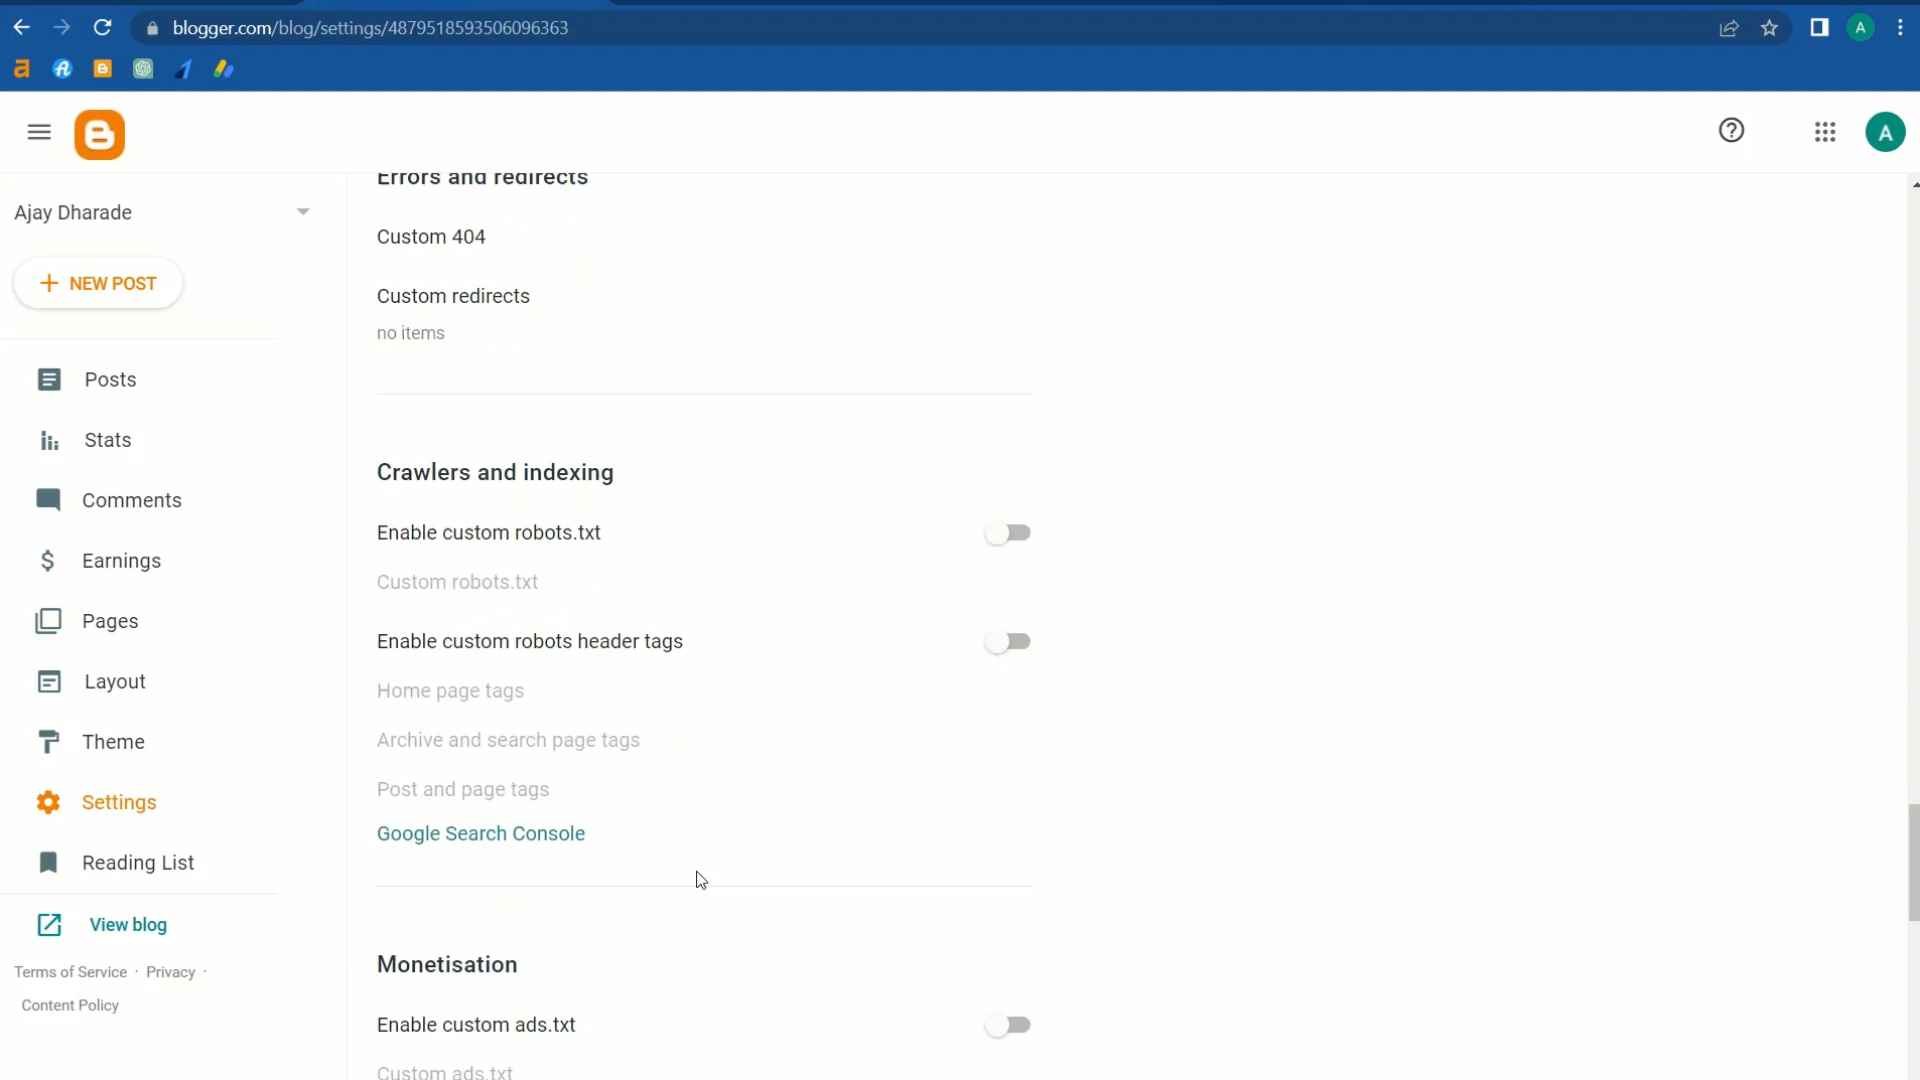 blogger.com/blog/settings/4879518593506096363
A
a
B
A
Ajay Dharade
NEW POST
Posts
Stats
Comments
Earnings
Pages
Layout
Theme
Settings
Reading List
View blog
Terms of Service · Privacy ·
Content Policy
Errors and redirects
Custom 404
Custom redirects
no items
Crawlers and indexing
Enable custom robots.txt
Custom robots.txt
Enable custom robots header tags
Home page tags
Archive and search page tags
Post and page tags
Google Search Console
Monetisation
Enable custom ads.txt
Custom ads.txt